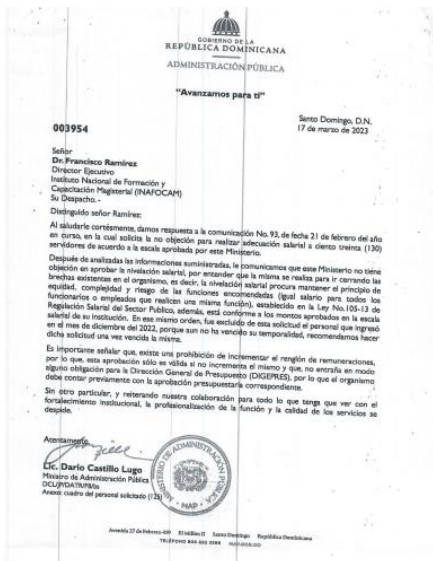 GOBIERNO DE LA
REPÚBLICA DOMINICANA
ADMINISTRACIÓN PÚBLICA
"Avanzamos para ti"
Santo Domingo, D.N.
17 de marzo de 2023
003954
Señor
Dr. Francisco Ramírez
Director Ejecutivo
Instituto Nacional de Formación y
Capacitación Magisterial (INAFOCAM)
Su Despacho. -
Distinguido señor Ramírez:
Al saludarle cortésmente, damos respuesta a la comunicación No. 93, de fecha 21 de febrero del año
en curso, en la cual solicita la no objeción para realizar adecuación salarial a ciento treinta (130)
servidores de acuerdo a la escala aprobada por este Ministerio.
Después de analizadas las informaciones suministradas, le comunicamos que este Ministerio no tiene
objeción en aprobar la nivelación salarial, por entender que la misma se realiza para ir cerrando las
brechas existentes en el organismo, es decir, la nivelación salarial procura mantener el principio de
equidad, complejidad y riesgo de las funciones encomendadas (igual salario para todos los
funcionarios o empleados que realicen una misma función), establecido en la Ley No.105-13 de
Regulación Salarial del Sector Público, además, está conforme a los montos aprobados en la escala
salarial de su institución. En ese mismo orden, fue excluido de esta solicitud el personal que ingresó
en el mes de diciembre del 2022, porque aun no ha vencido su temporalidad, recomendamos hacer
dicha solicitud una vez vencida la misma.
Es importante señalar que, existe una prohibición de incrementar el renglón de remuneraciones,
por lo que, esta aprobación sólo es válida si no incrementa el mismo y que, no entraña en modo
alguno obligación para la Dirección General de Presupuesto (DIGEPRES), por lo que el organismo
debe contar previamente con la aprobación presupuestaria correspondiente.
Sin otro particular, y reiterando nuestra colaboración para todo lo que tenga que ver con el
fortalecimiento institucional, la profesionalización de la función y la calidad de los servicios se
despide.
Atentamente,
Lic. Darío Castillo Lugo
Ministro de Administración Pública
Anexo: cuadro del personal solicitado (125)
MINISTERIO DE ADMINISTRACIÓN PÚBLICA
MAP
Avenida 27 de Febrero 419 El Millón II Santo Domingo República Dominicana